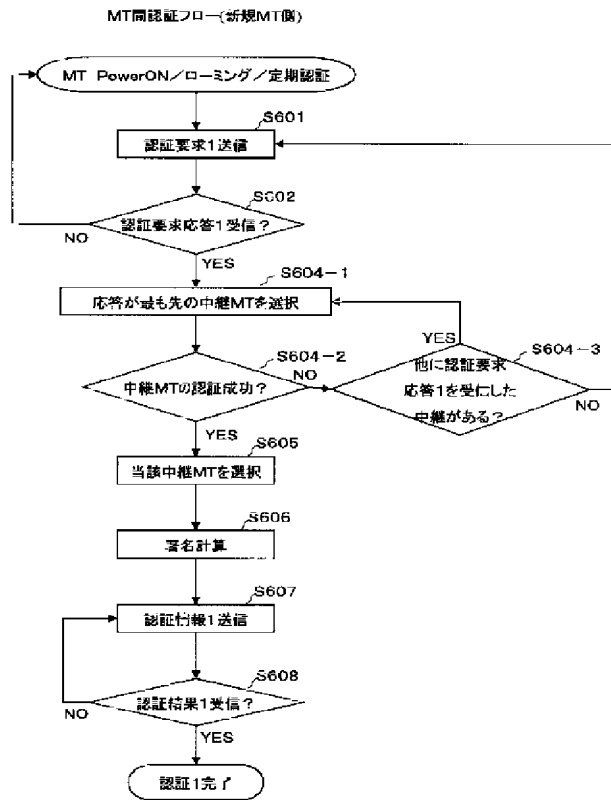 MT間認証フロー(新規MT側)
MT PowerON/ローミング/定期認証
S601
認証要求1送信
S602
認証要求応答1受信?
NO
YES
S604-1
応答が最も先の中継MTを選択
YES
S604-2
S604-3
NO
中継MTの認証成功?
他に認証要求
応答1を受信した
中継がある?
NO
YES
S605
当該中継MTを選択
S606
署名計算
S607
認証情報1送信
S608
認証結果1受信?
NO
YES
認証1完了